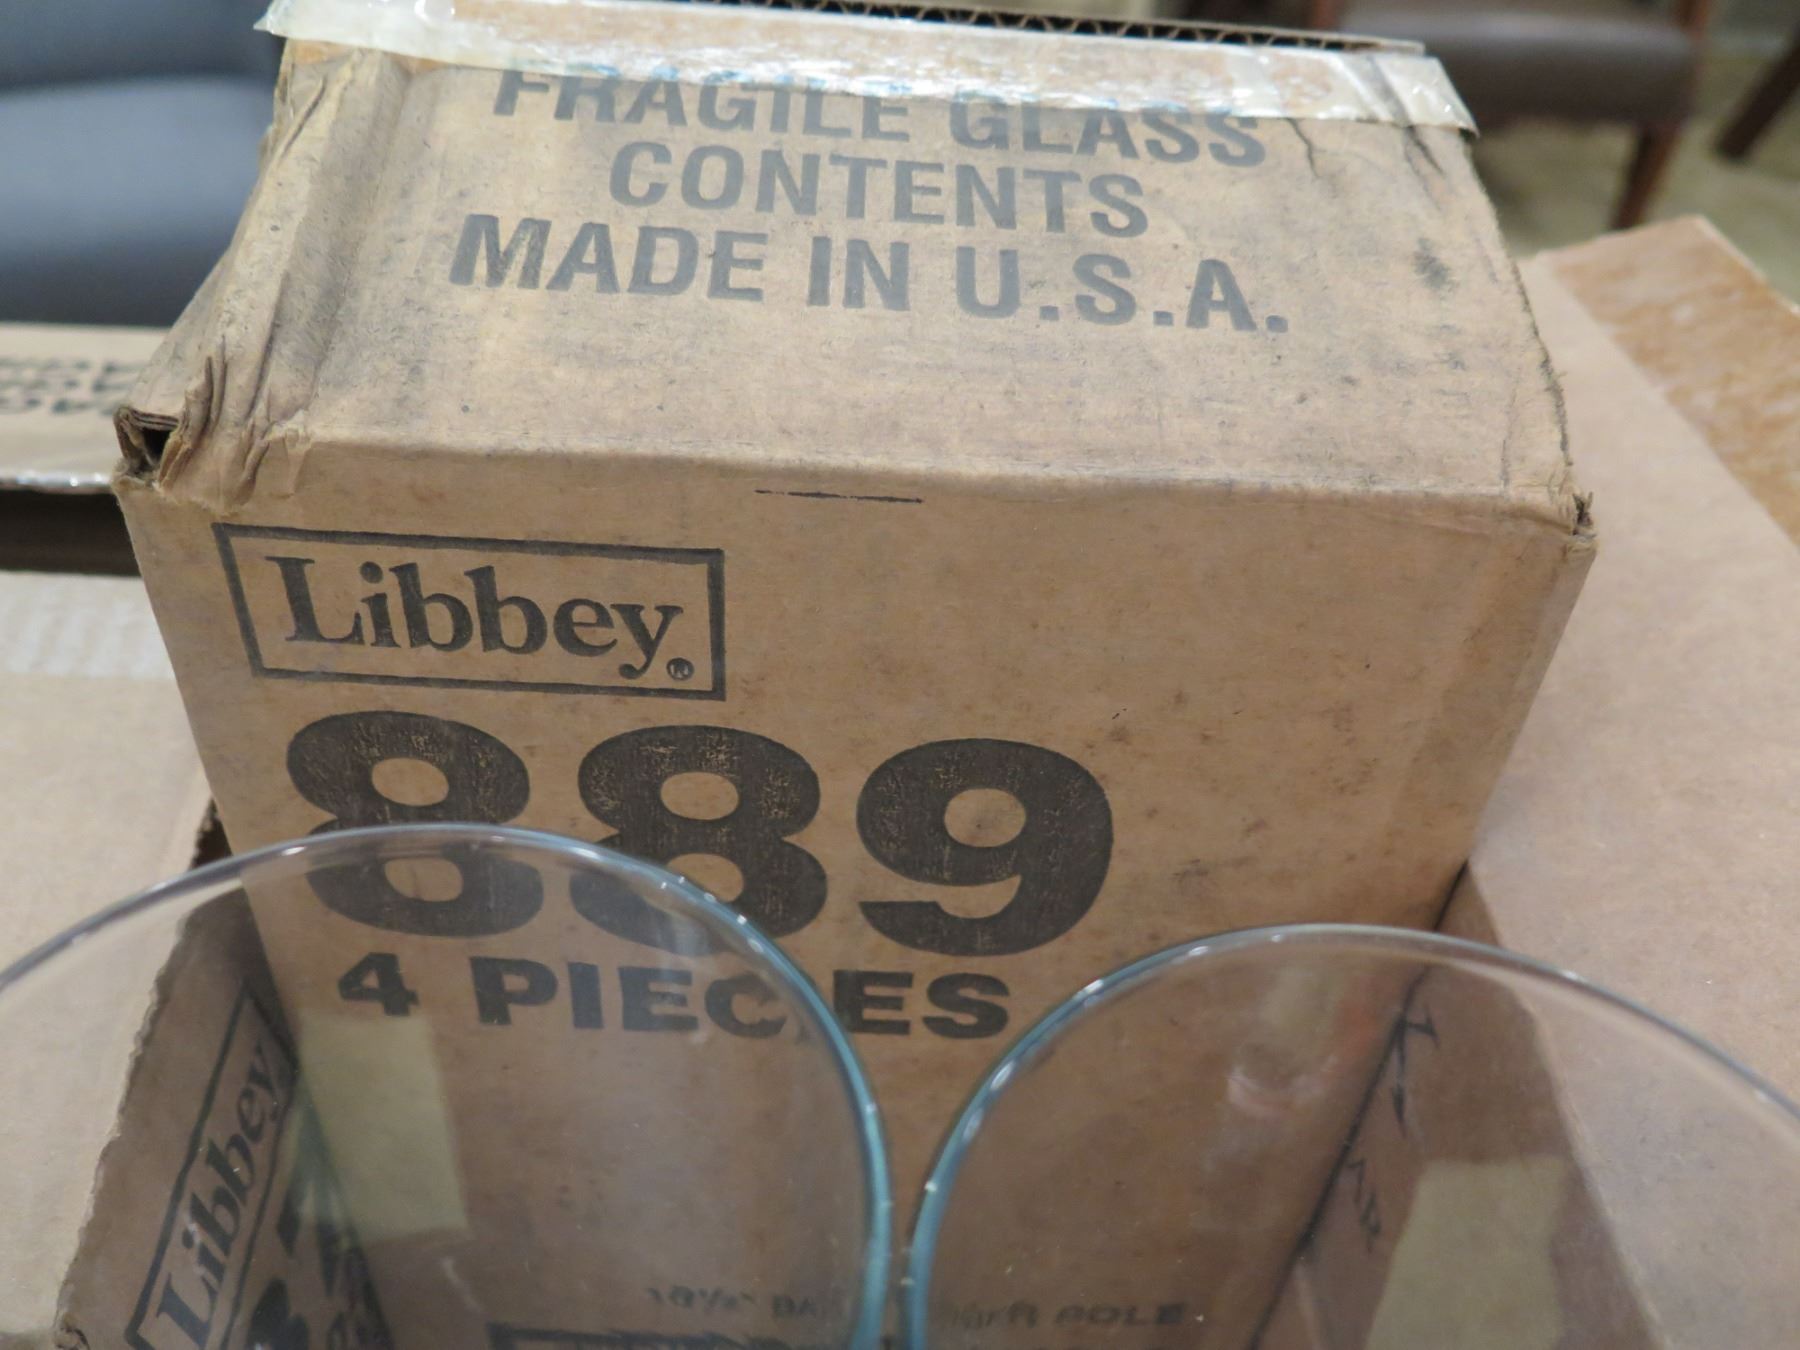 FRAGILE GLASS
CONTENTS
MADE IN U.S.A.
Libbey®
889
4 PIECES
Libbey